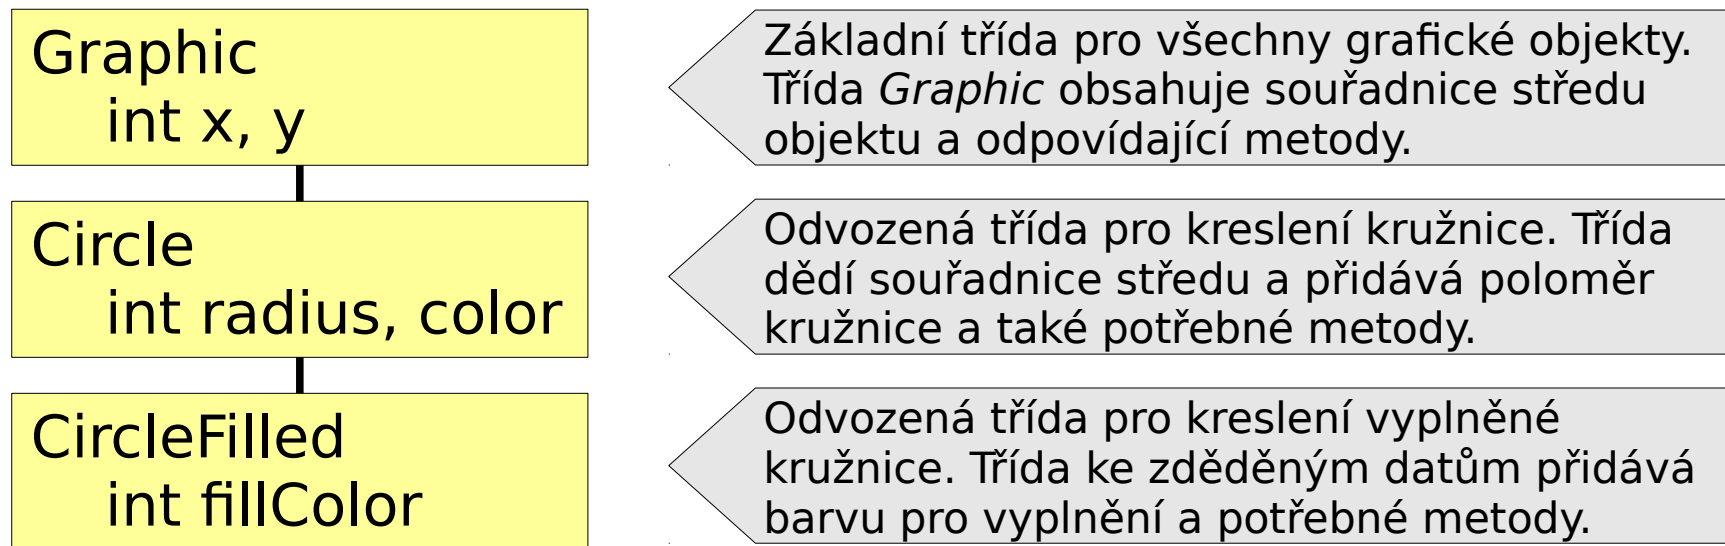 Graphic
int x, y
Základní třída pro všechny grafické objekty.
Třída Graphic obsahuje souřadnice středu
objektu a odpovídající metody.
Circle
int radius, color
Odvozená třída pro kreslení kružnice. Třída
dědí souřadnice středu a přidává poloměr
kružnice a také potřebné metody.
CircleFilled
int fillColor
Odvozená třída pro kreslení vyplněné
kružnice. Třída ke zděděným datům přidává
barvu pro vyplnění a potřebné metody.